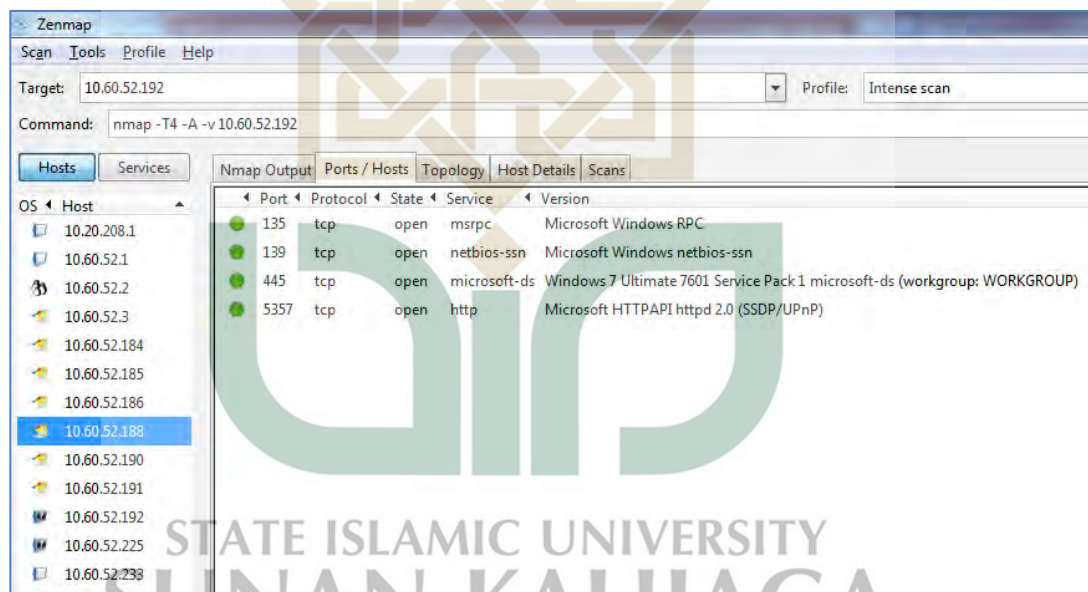 Zenmap
Scan Tools Profile Help
Target: 10.60.52.192 Profile: Intense scan
Command: nmap -T4 -A -v 10.60.52.192
Hosts Services Nmap Output Ports / Hosts Topology Host Details Scans
OS Host Port Protocol State Service Version
10.20.208.1 135 tcp open msrpc Microsoft Windows RPC
10.60.52.1 139 tcp open netbios-ssn Microsoft Windows netbios-ssn
10.60.52.2 445 tcp open microsoft-ds Windows 7 Ultimate 7601 Service Pack 1 microsoft-ds (workgroup: WORKGROUP)
10.60.52.3 5357 tcp open http Microsoft HTTPAPI httpd 2.0 (SSDP/UPnP)
10.60.52.184
10.60.52.185
10.60.52.186
10.60.52.188
10.60.52.190
10.60.52.191
10.60.52.192
10.60.52.225
10.60.52.233
STATE ISLAMIC UNIVERSITY
SUNAN KALIJAGA